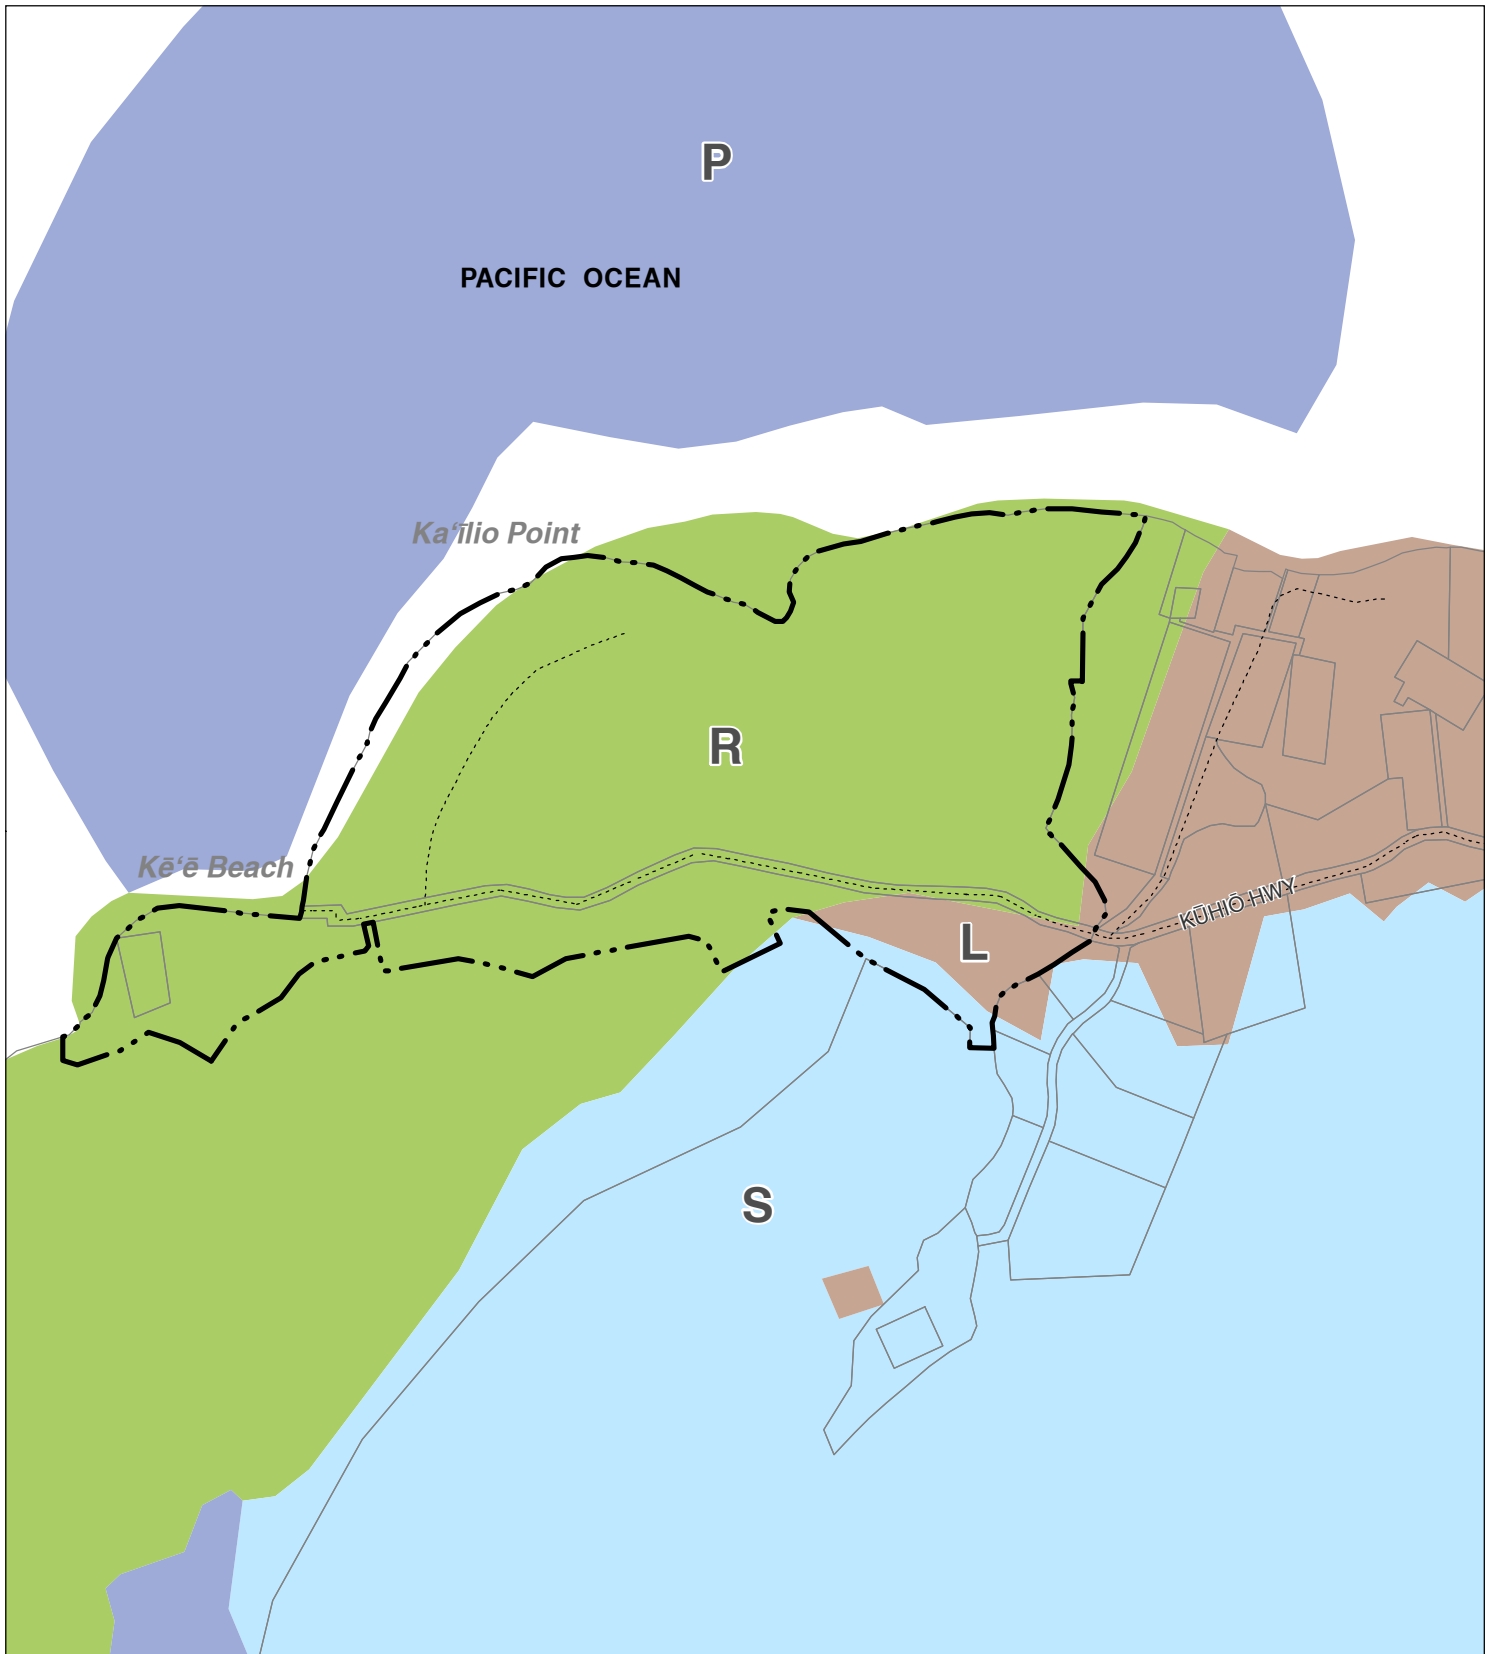 P
PACIFIC OCEAN
Ka‘īlio Point
R
Kē‘ē Beach
KŪHIŌ HWY
L
S